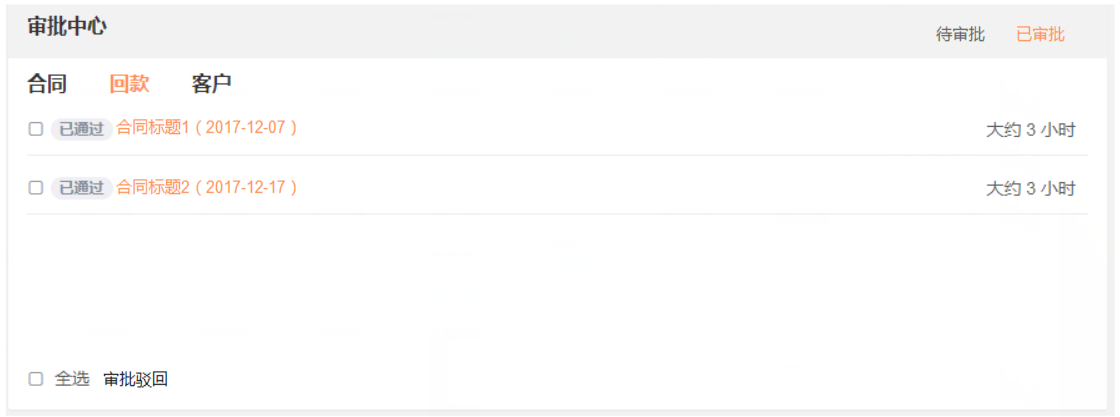 审批中心 待审批 已审批
合同 回款 客户
已通过 合同标题1 ( 2017-12-07 ) 大约 3 小时
已通过 合同标题2 ( 2017-12-17 ) 大约 3 小时
全选 审批驳回